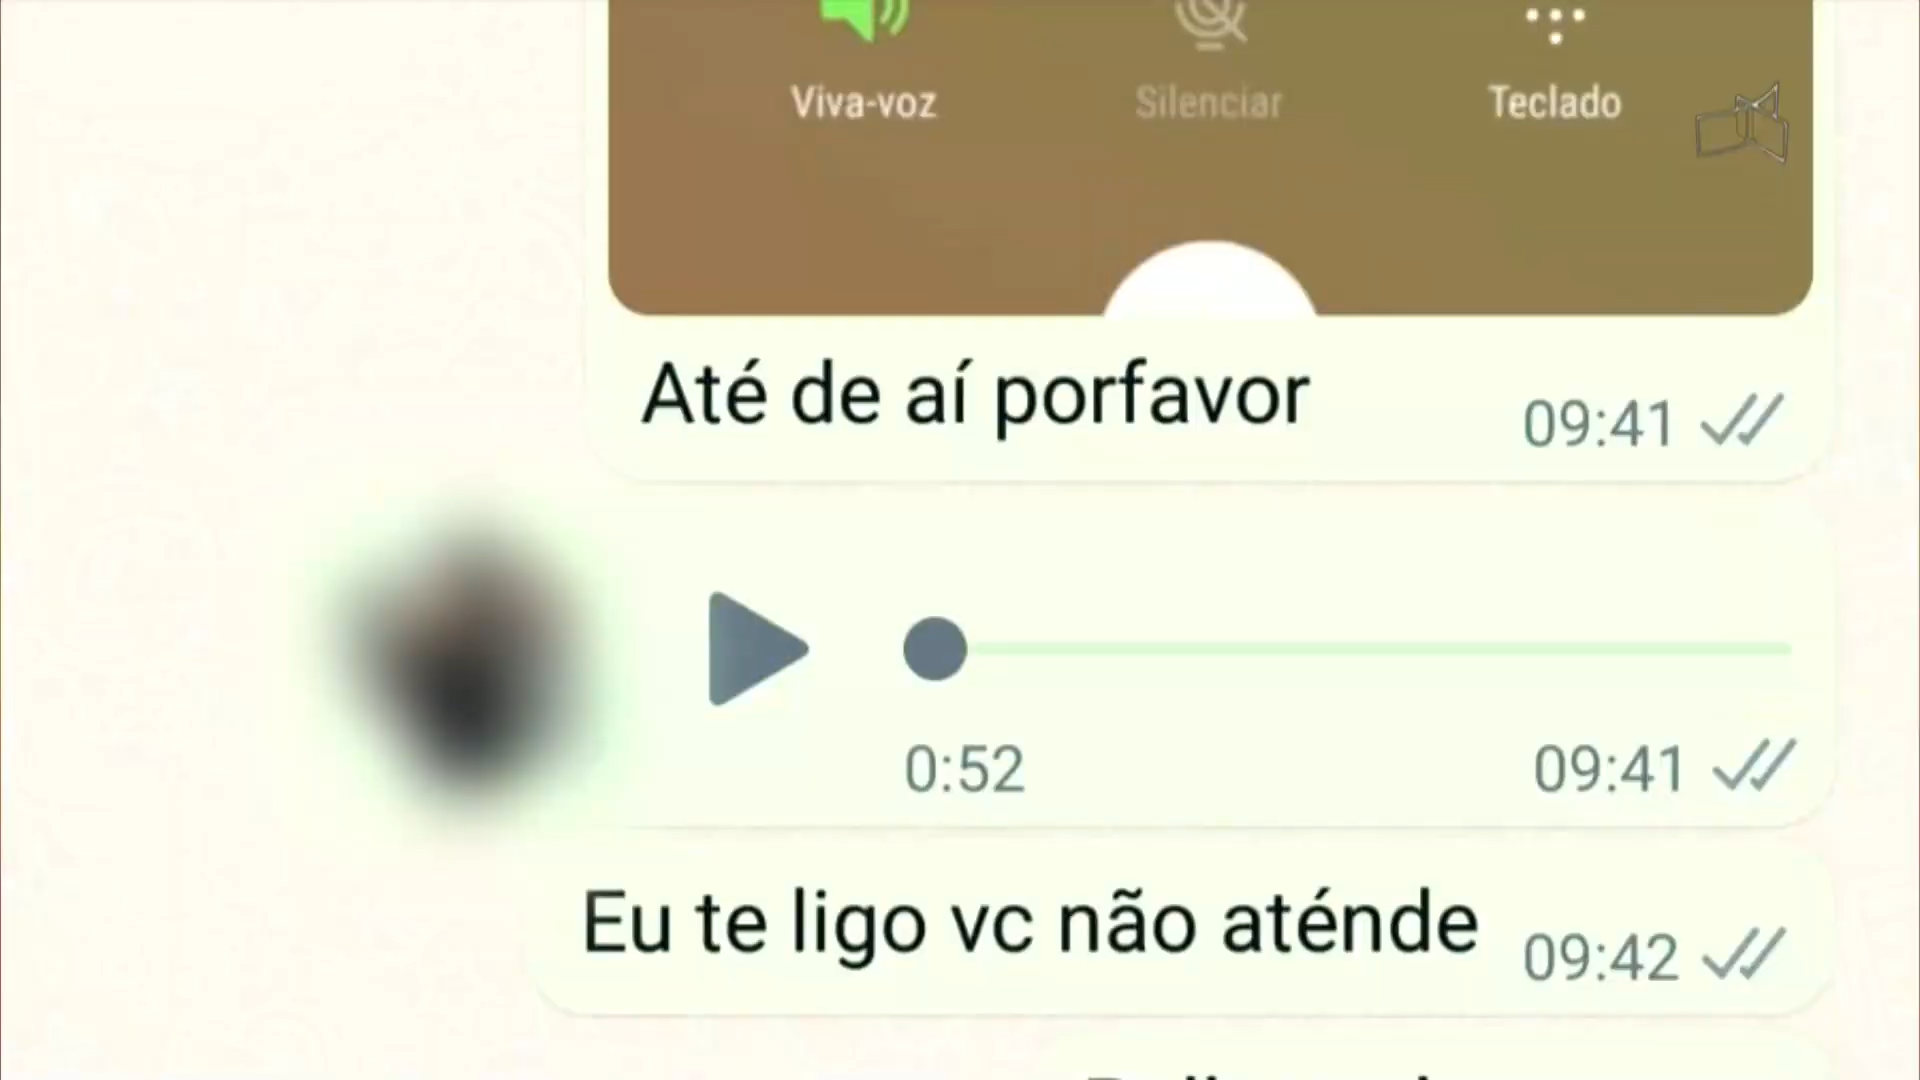 Viva-voz Silenciar Teclado
Até de aí porfavor 09:41
0:52 09:41
Eu te ligo vc não aténde 09:42